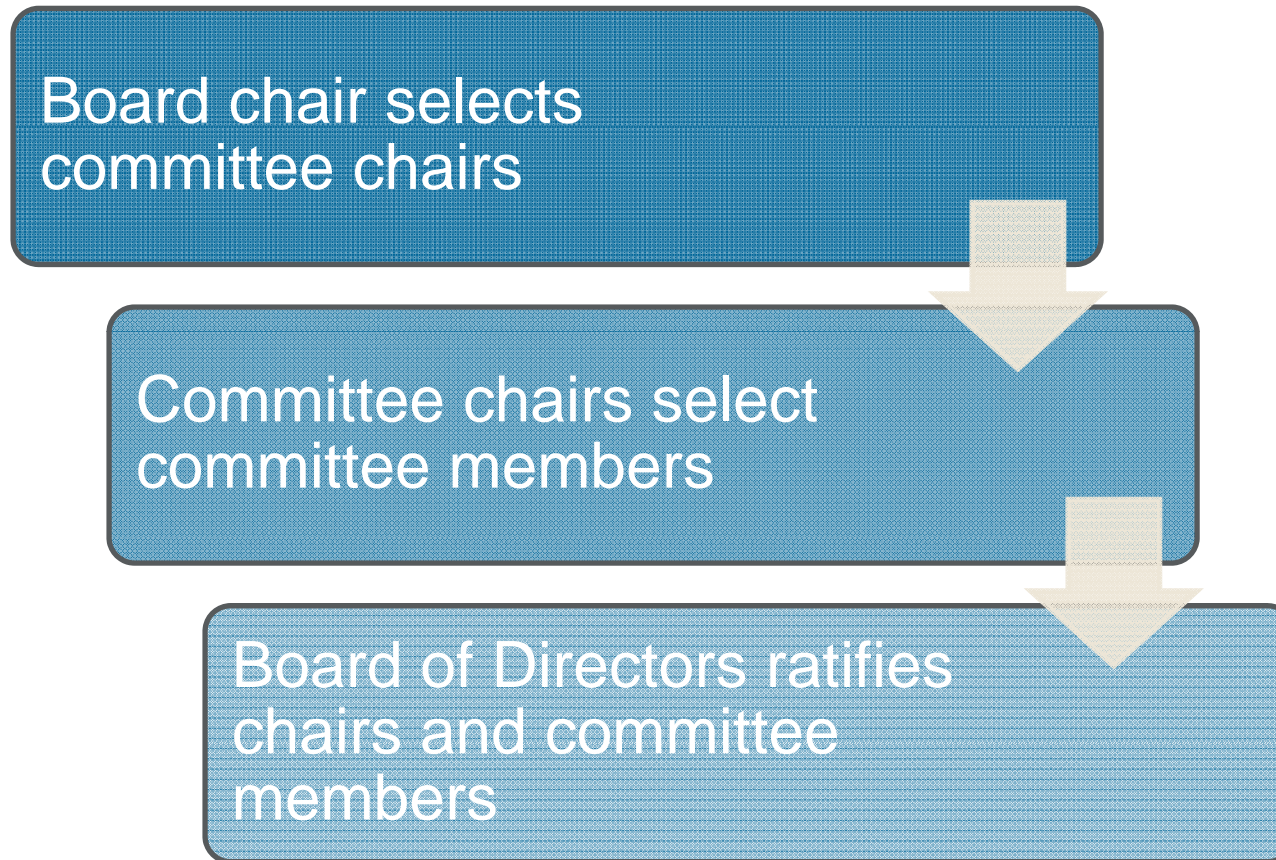 Board chair selects
committee chairs
Committee chairs select
committee members
Board of Directors ratifies
chairs and committee
members